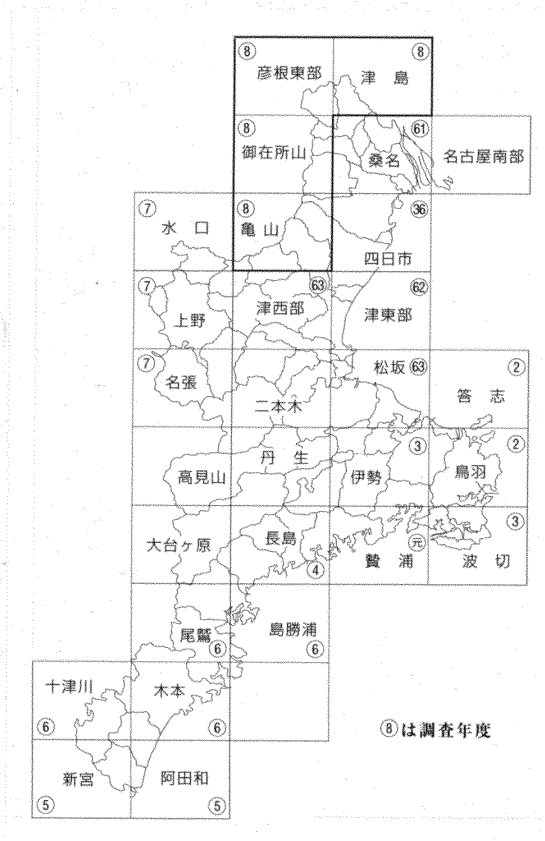 ⑧
⑧
彦根東部
津島
⑧
御在所山
㉛
桑名
名古屋南部
⑦
水口
⑧
亀山
㊱
四日市
⑦
上野
63
津西部
62
津東部
⑦
名張
二本木
松坂 63
②
答志
高見山
丹生
③
伊勢
②
鳥羽
大台ヶ原
長島
④
元
贄浦
③
波切
尾鷲
⑥
島勝浦
⑥
十津川
⑥
木本
⑥
新宮
⑤
阿田和
⑤
⑧は調査年度